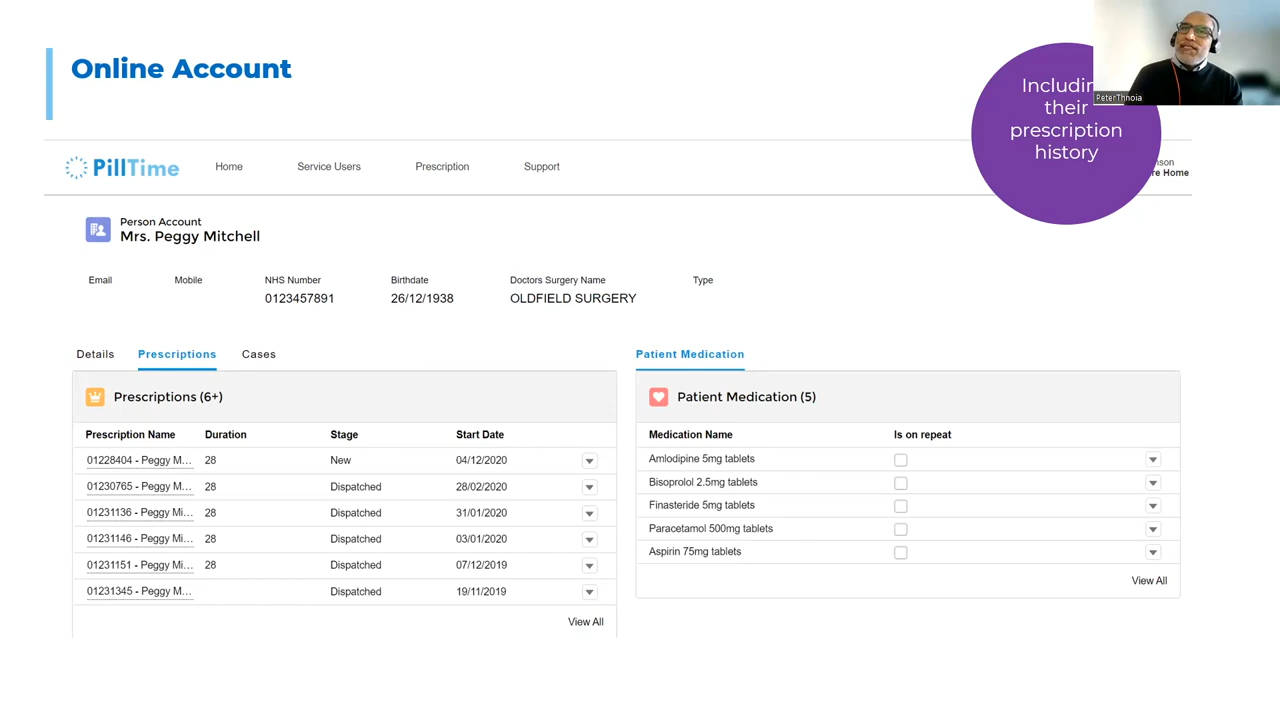 Online Account
Including
their
prescription
history
PeterThnoia
PillTime
Home
Service Users
Prescription
Support
re Home
Person Account
Mrs. Peggy Mitchell
Email
Mobile
NHS Number
Birthdate
Doctors Surgery Name
Type
0123457891
26/12/1938
OLDFIELD SURGERY
Details
Prescriptions
Cases
Prescriptions (6+)
Prescription Name Duration Stage Start Date
01228404 - Peggy M... 28 New 04/12/2020
01230765 - Peggy M... 28 Dispatched 28/02/2020
01231136 - Peggy Mi... 28 Dispatched 31/01/2020
01231146 - Peggy Mi... 28 Dispatched 03/01/2020
01231151 - Peggy Mi... 28 Dispatched 07/12/2019
01231345 - Peggy M... Dispatched 19/11/2019
View All
Patient Medication
Patient Medication (5)
Medication Name Is on repeat
Amlodipine 5mg tablets
Bisoprolol 2.5mg tablets
Finasteride 5mg tablets
Paracetamol 500mg tablets
Aspirin 75mg tablets
View All